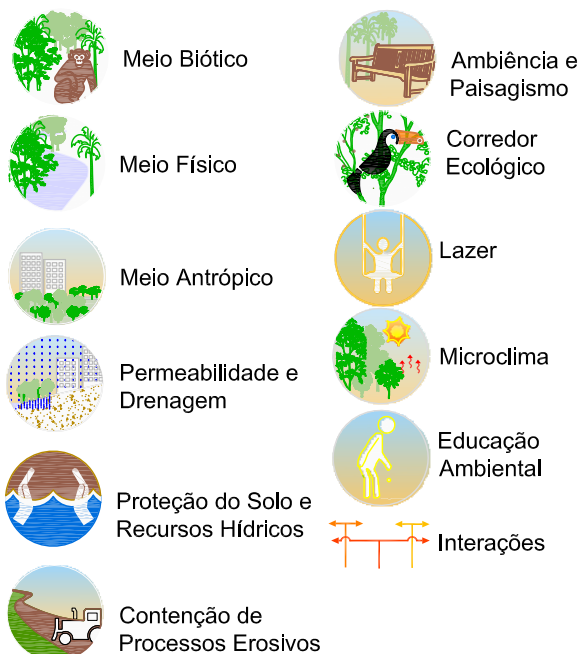 Meio Biótico
Meio Físico
Meio Antrópico
Permeabilidade e
Drenagem
Proteção do Solo e
Recursos Hídricos
Contenção de
Processos Erosivos
Ambiência e
Paisagismo
Corredor
Ecológico
Lazer
Microclima
Educação
Ambiental
Interações